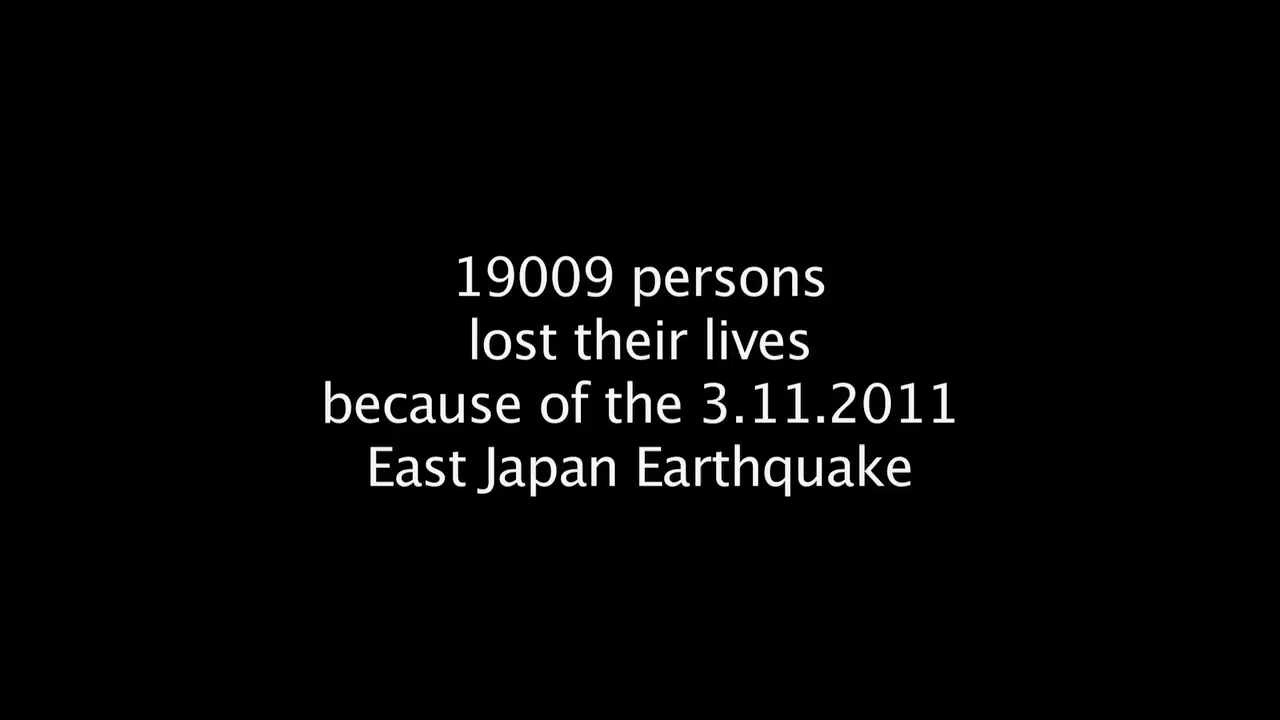 19009 persons
lost their lives
because of the 3.11.2011
East Japan Earthquake